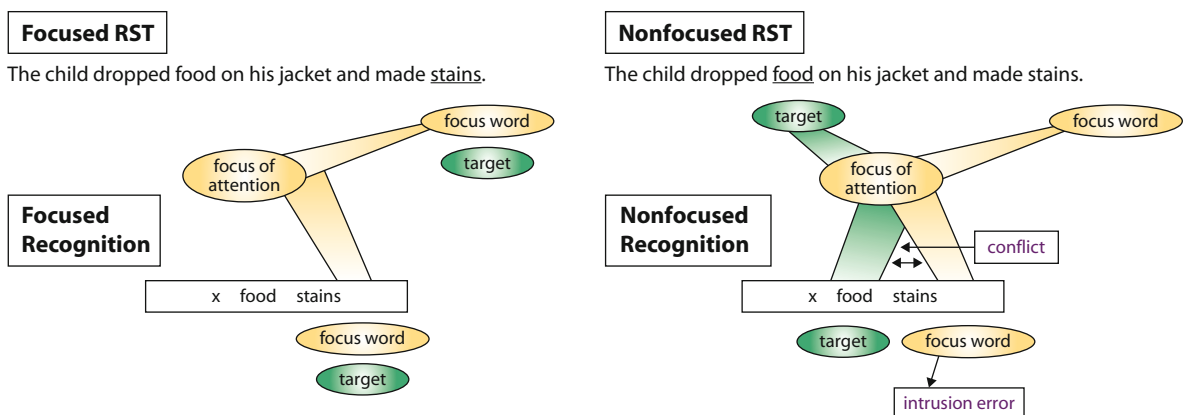 Focused RST
The child dropped food on his jacket and made stains.
focus word
target
focus of
attention
Focused
Recognition
x food stains
focus word
target
Nonfocused RST
The child dropped food on his jacket and made stains.
target
focus word
focus of
attention
Nonfocused
Recognition
conflict
x food stains
target
focus word
intrusion error